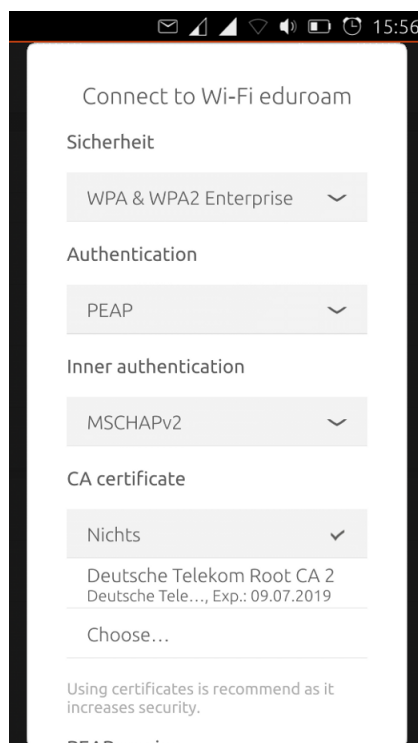 15:56
Connect to Wi-Fi eduroam
Sicherheit
WPA & WPA2 Enterprise
Authentication
PEAP
Inner authentication
MSCHAPv2
CA certificate
Nichts
Deutsche Telekom Root CA 2
Deutsche Tele..., Exp.: 09.07.2019
Choose...
Using certificates is recommend as it
increases security.